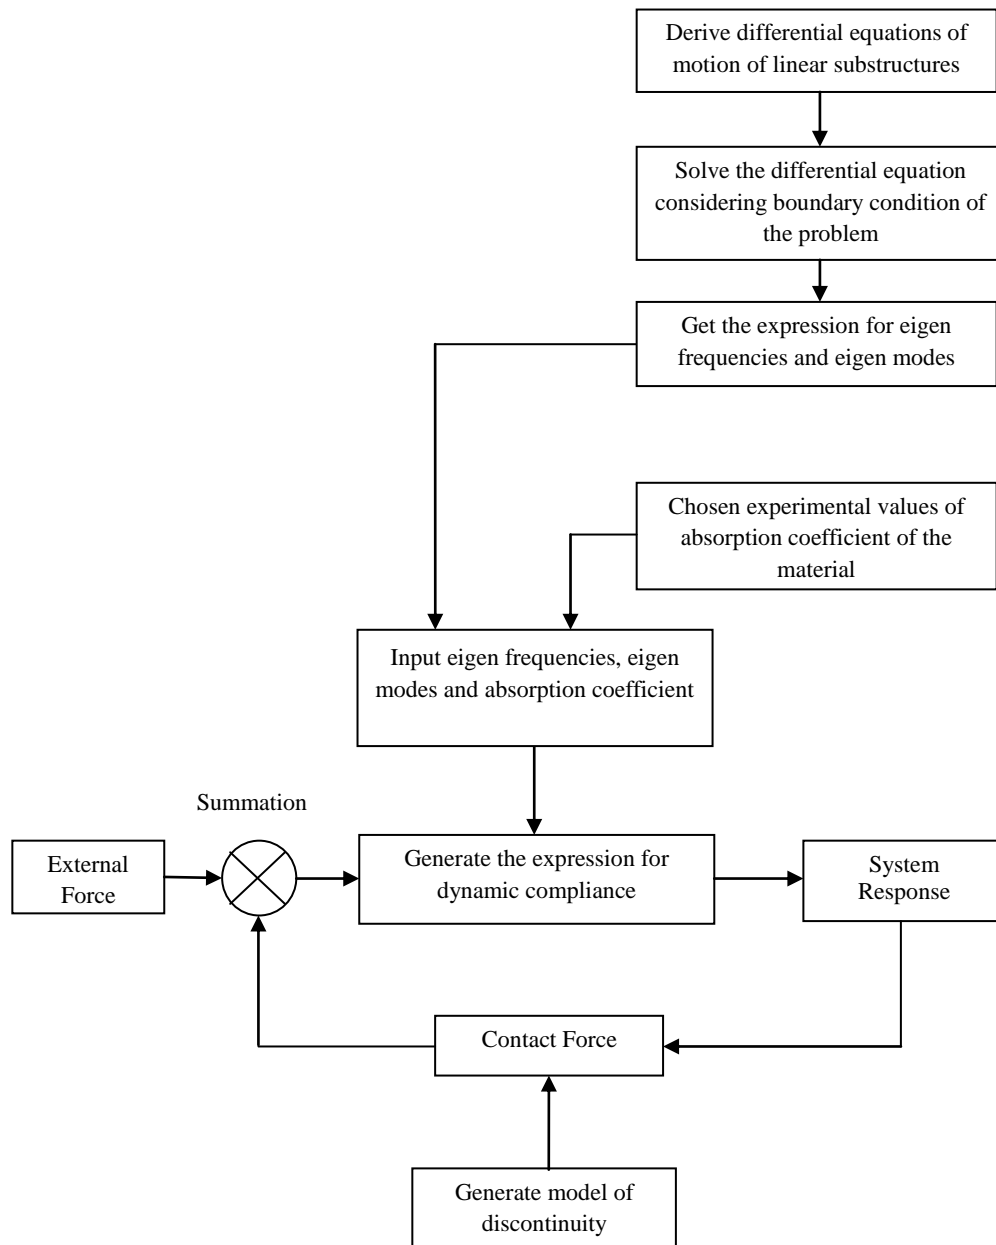 Derive differential equations of
motion of linear substructures
Solve the differential equation
considering boundary condition of
the problem
Get the expression for eigen
frequencies and eigen modes
Chosen experimental values of
absorption coefficient of the
material
Input eigen frequencies, eigen
modes and absorption coefficient
Summation
External
Force
Generate the expression for
dynamic compliance
System
Response
Contact Force
Generate model of
discontinuity